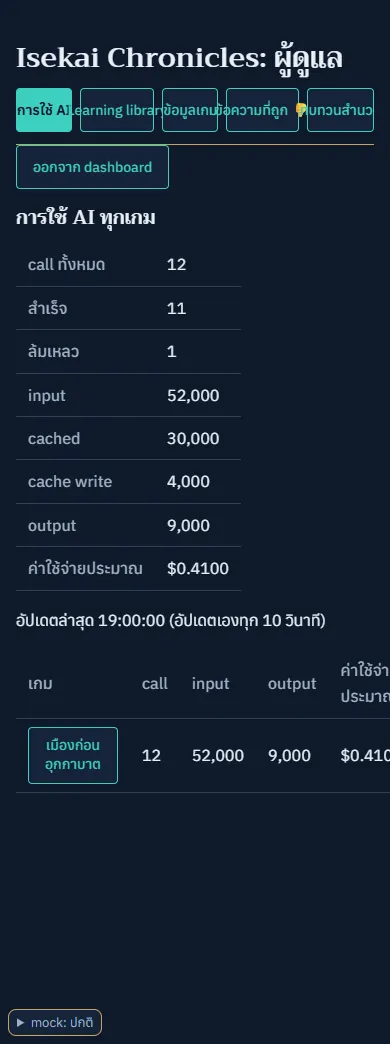 Isekai Chronicles: ผู้ดูแล
การใช้ AI
Learning library
ข้อมูลเกม
ข้อความที่ถูก 👎
ทบทวนสำนวน
ออกจาก dashboard
การใช้ AI ทุกเกม
call ทั้งหมด 12
สำเร็จ 11
ล้มเหลว 1
input 52,000
cached 30,000
cache write 4,000
output 9,000
ค่าใช้จ่ายประมาณ $0.4100
อัปเดตล่าสุด 19:00:00 (อัปเดตเองทุก 10 วินาที)
เกม call input output ค่าใช้จ่า
ประมาณ
เมืองก่อน
อุกกาบาต
12 52,000 9,000 $0.410
▶ mock: ปกติ